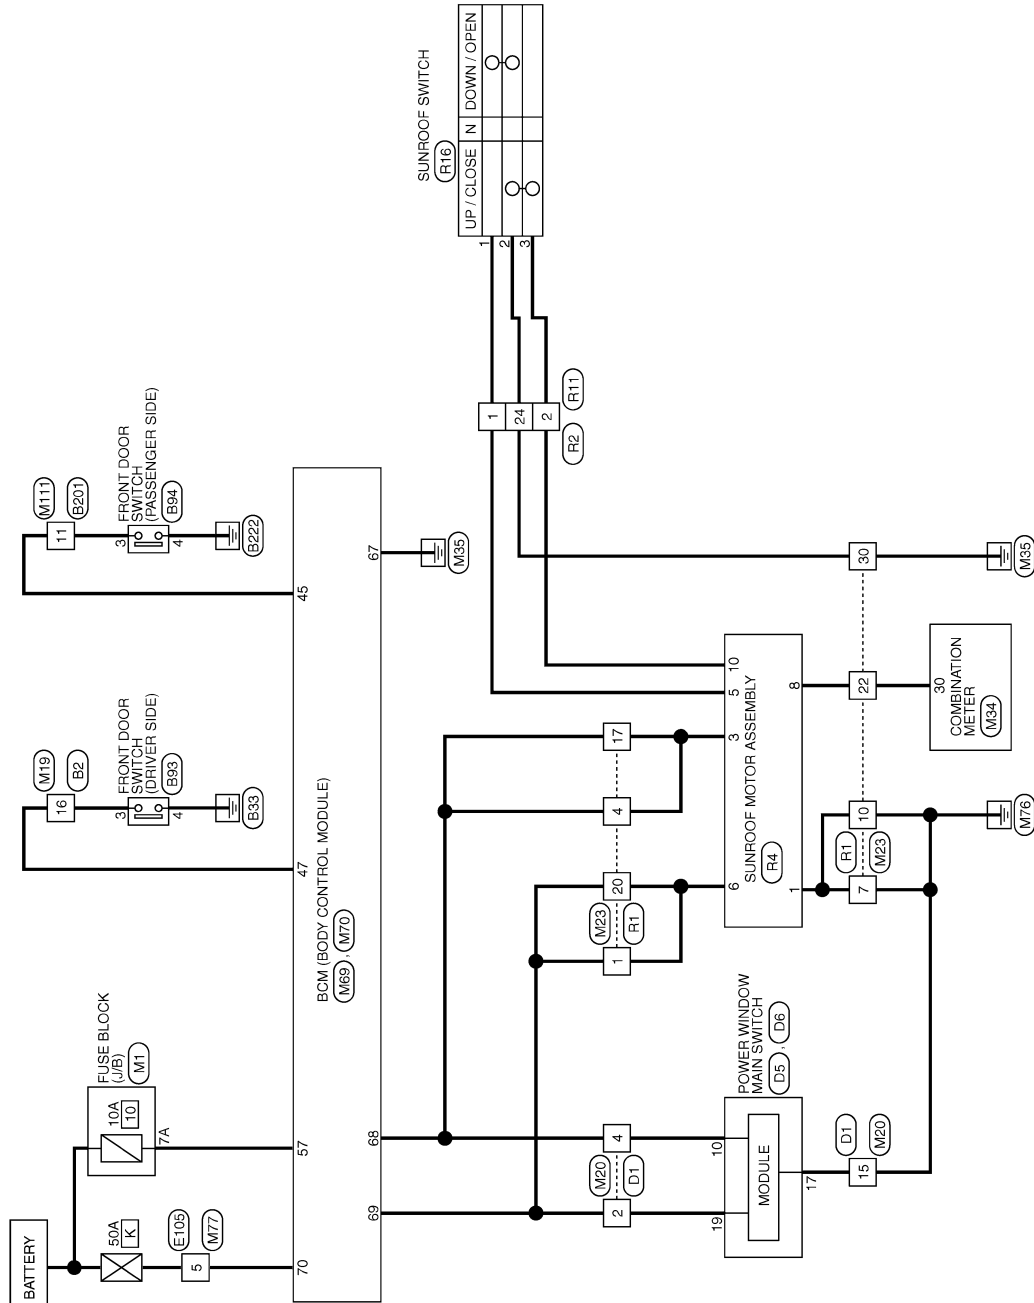 BATTERY
50A
K
E105
5
M77
70
FUSE BLOCK
(J/B)
M1
10A
10
7A
57
M19
16
B2
47
FRONT DOOR
SWITCH
(DRIVER SIDE)
B93
3
4
B33
M111
11
B201
45
FRONT DOOR
SWITCH
(PASSENGER SIDE)
B94
3
4
B222
BCM (BODY CONTROL MODULE)
M69 , M70
69
68
67
M35
SUNROOF SWITCH
R16
UP / CLOSE
N
DOWN / OPEN
1
2
3
1
24
2
R11
R2
M20
2
4
D1
M23
1
20
4
17
R1
POWER WINDOW
MAIN SWITCH
D5 , D6
19
10
MODULE
17
D1
15
M20
SUNROOF MOTOR ASSEMBLY
R4
6
3
5
10
1
8
R1
7
10
22
30
M23
M76
30
COMBINATION
METER
M34
M35